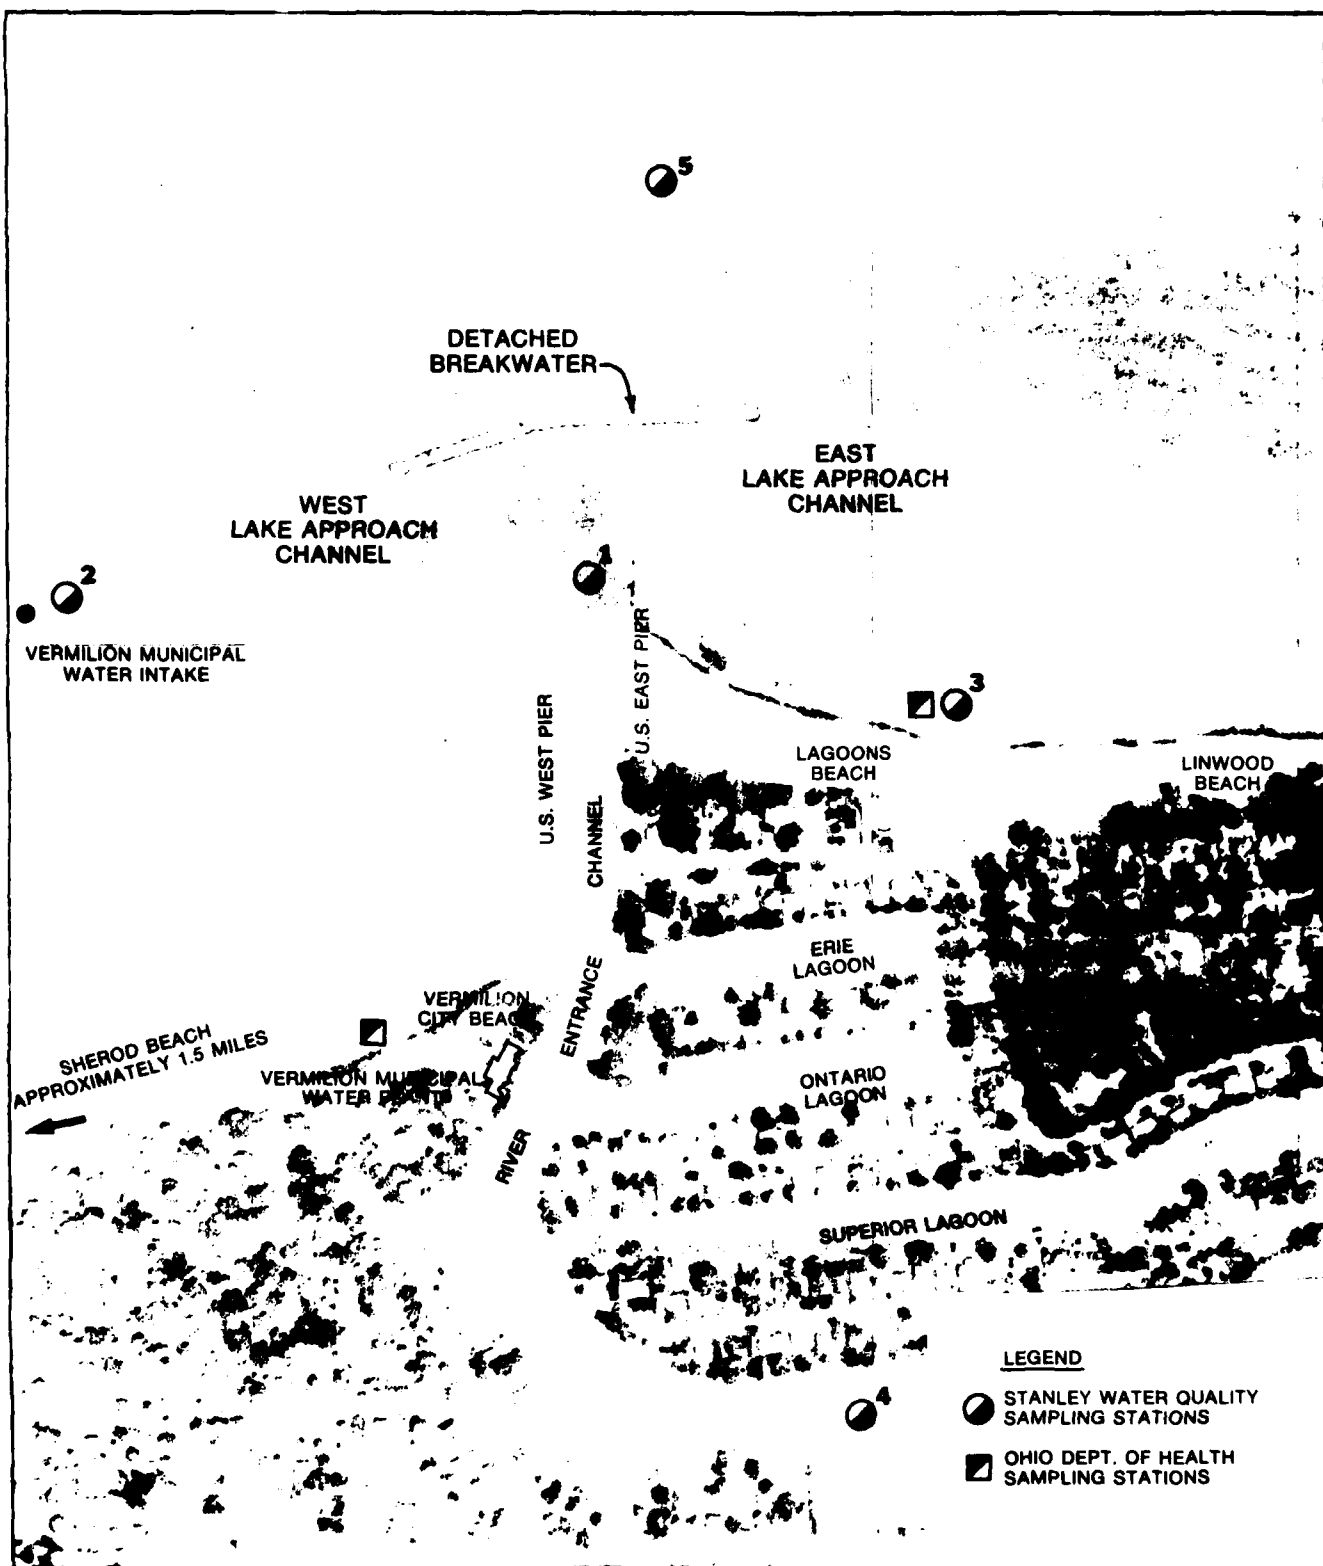 5
DETACHED
BREAKWATER
EAST
LAKE APPROACH
CHANNEL
WEST
LAKE APPROACH
CHANNEL
1
2
VERMILION MUNICIPAL
WATER INTAKE
U.S. EAST PIER
3
U.S. WEST PIER
LAGOONS
BEACH
LINWOOD
BEACH
CHANNEL
ERIE
LAGOON
ENTRANCE
VERMILION
CITY BEACH
SHEROD BEACH
APPROXIMATELY 1.5 MILES
VERMILION MUNICIPAL
WATER PLANT
ONTARIO
LAGOON
RIVER
SUPERIOR LAGOON
LEGEND
4
STANLEY WATER QUALITY
SAMPLING STATIONS
OHIO DEPT. OF HEALTH
SAMPLING STATIONS